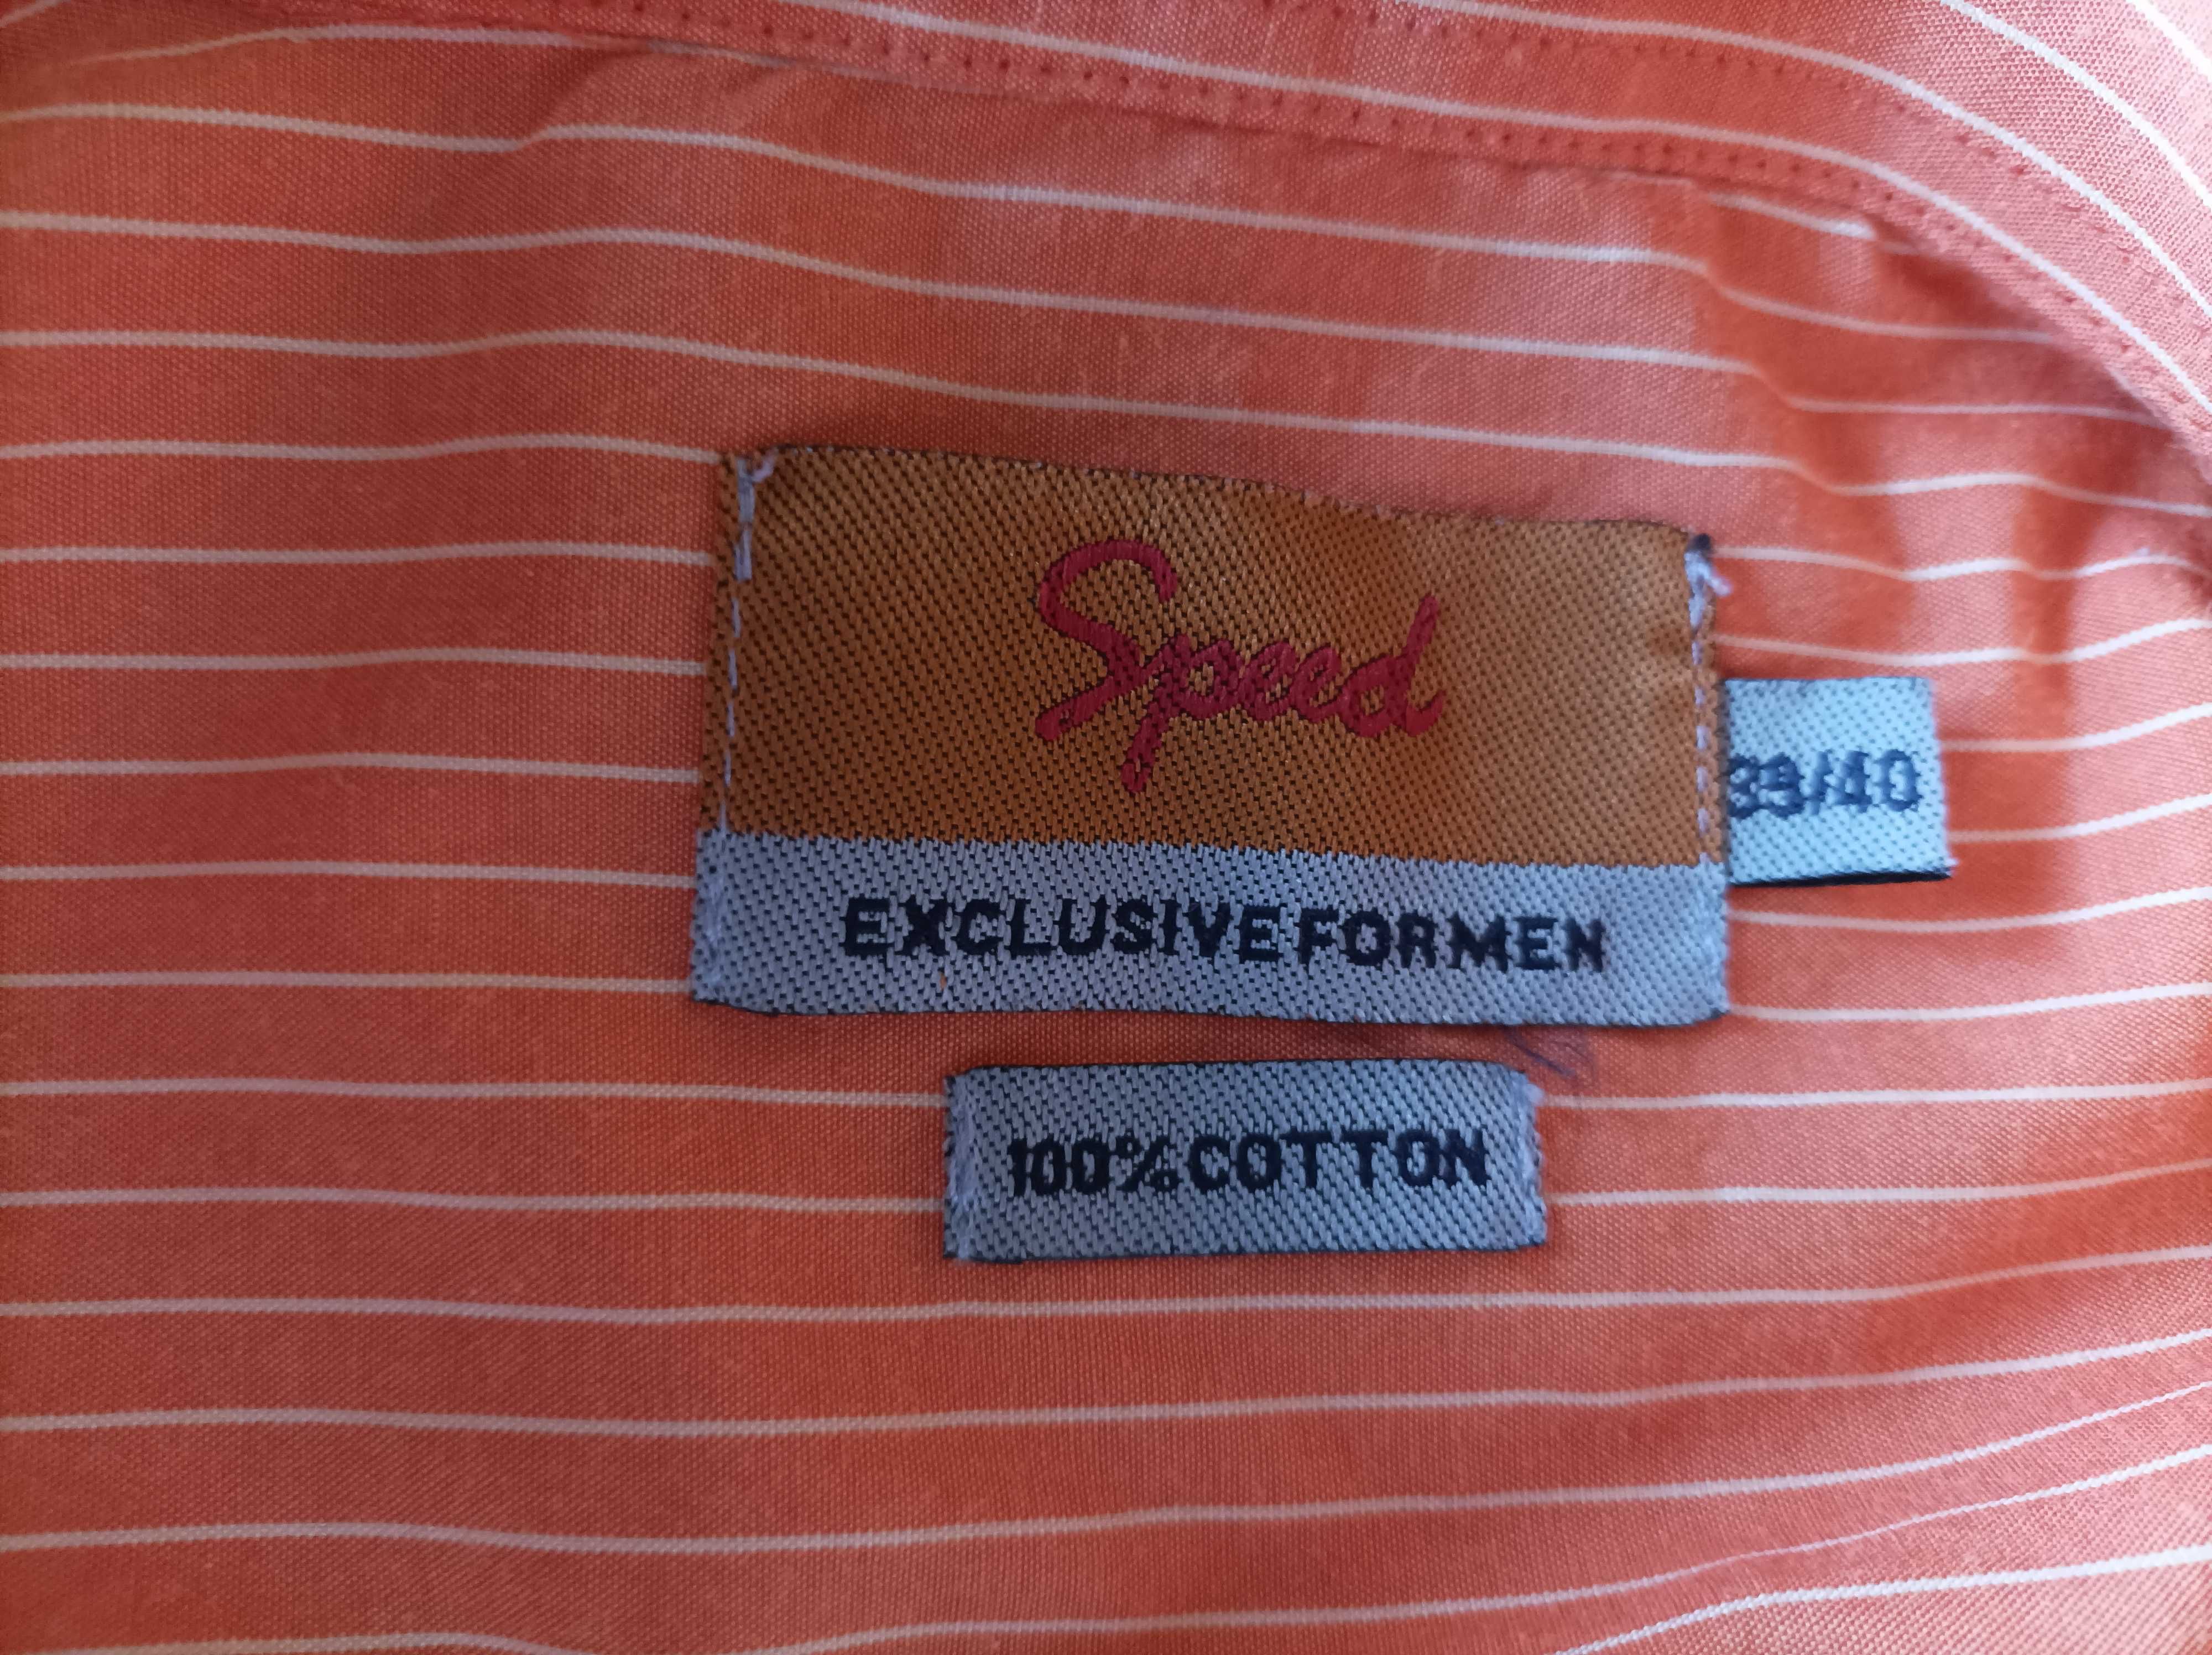 Speed
39/40
EXCLUSIVE FOR MEN
100% COTTON